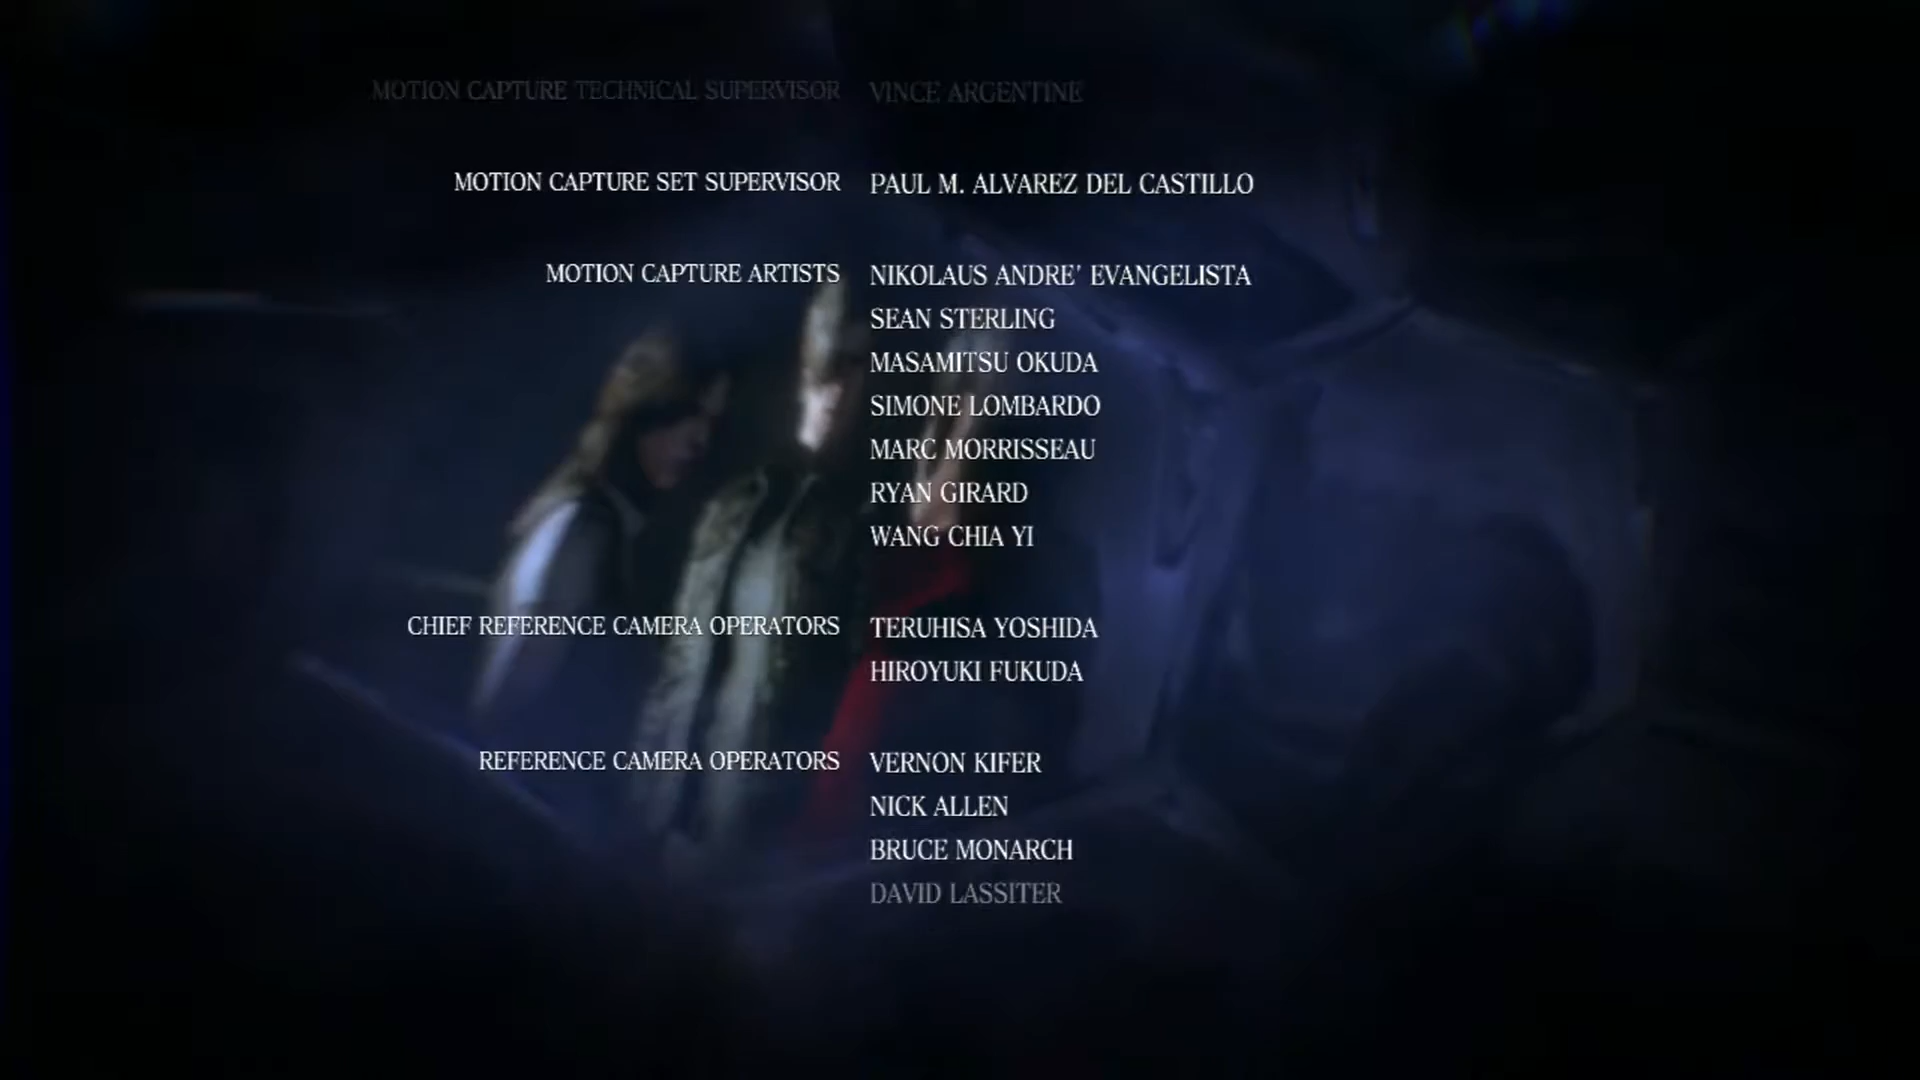 MOTION CAPTURE TECHNICAL SUPERVISOR VINCE ARGENTINE
MOTION CAPTURE SET SUPERVISOR PAUL M. ALVAREZ DEL CASTILLO
MOTION CAPTURE ARTISTS NIKOLAUS ANDRE' EVANGELISTA
SEAN STERLING
MASAMITSU OKUDA
SIMONE LOMBARDO
MARC MORRISSEAU
RYAN GIRARD
WANG CHIA YI
CHIEF REFERENCE CAMERA OPERATORS TERUHISA YOSHIDA
HIROYUKI FUKUDA
REFERENCE CAMERA OPERATORS VERNON KIFER
NICK ALLEN
BRUCE MONARCH
DAVID LASSITER